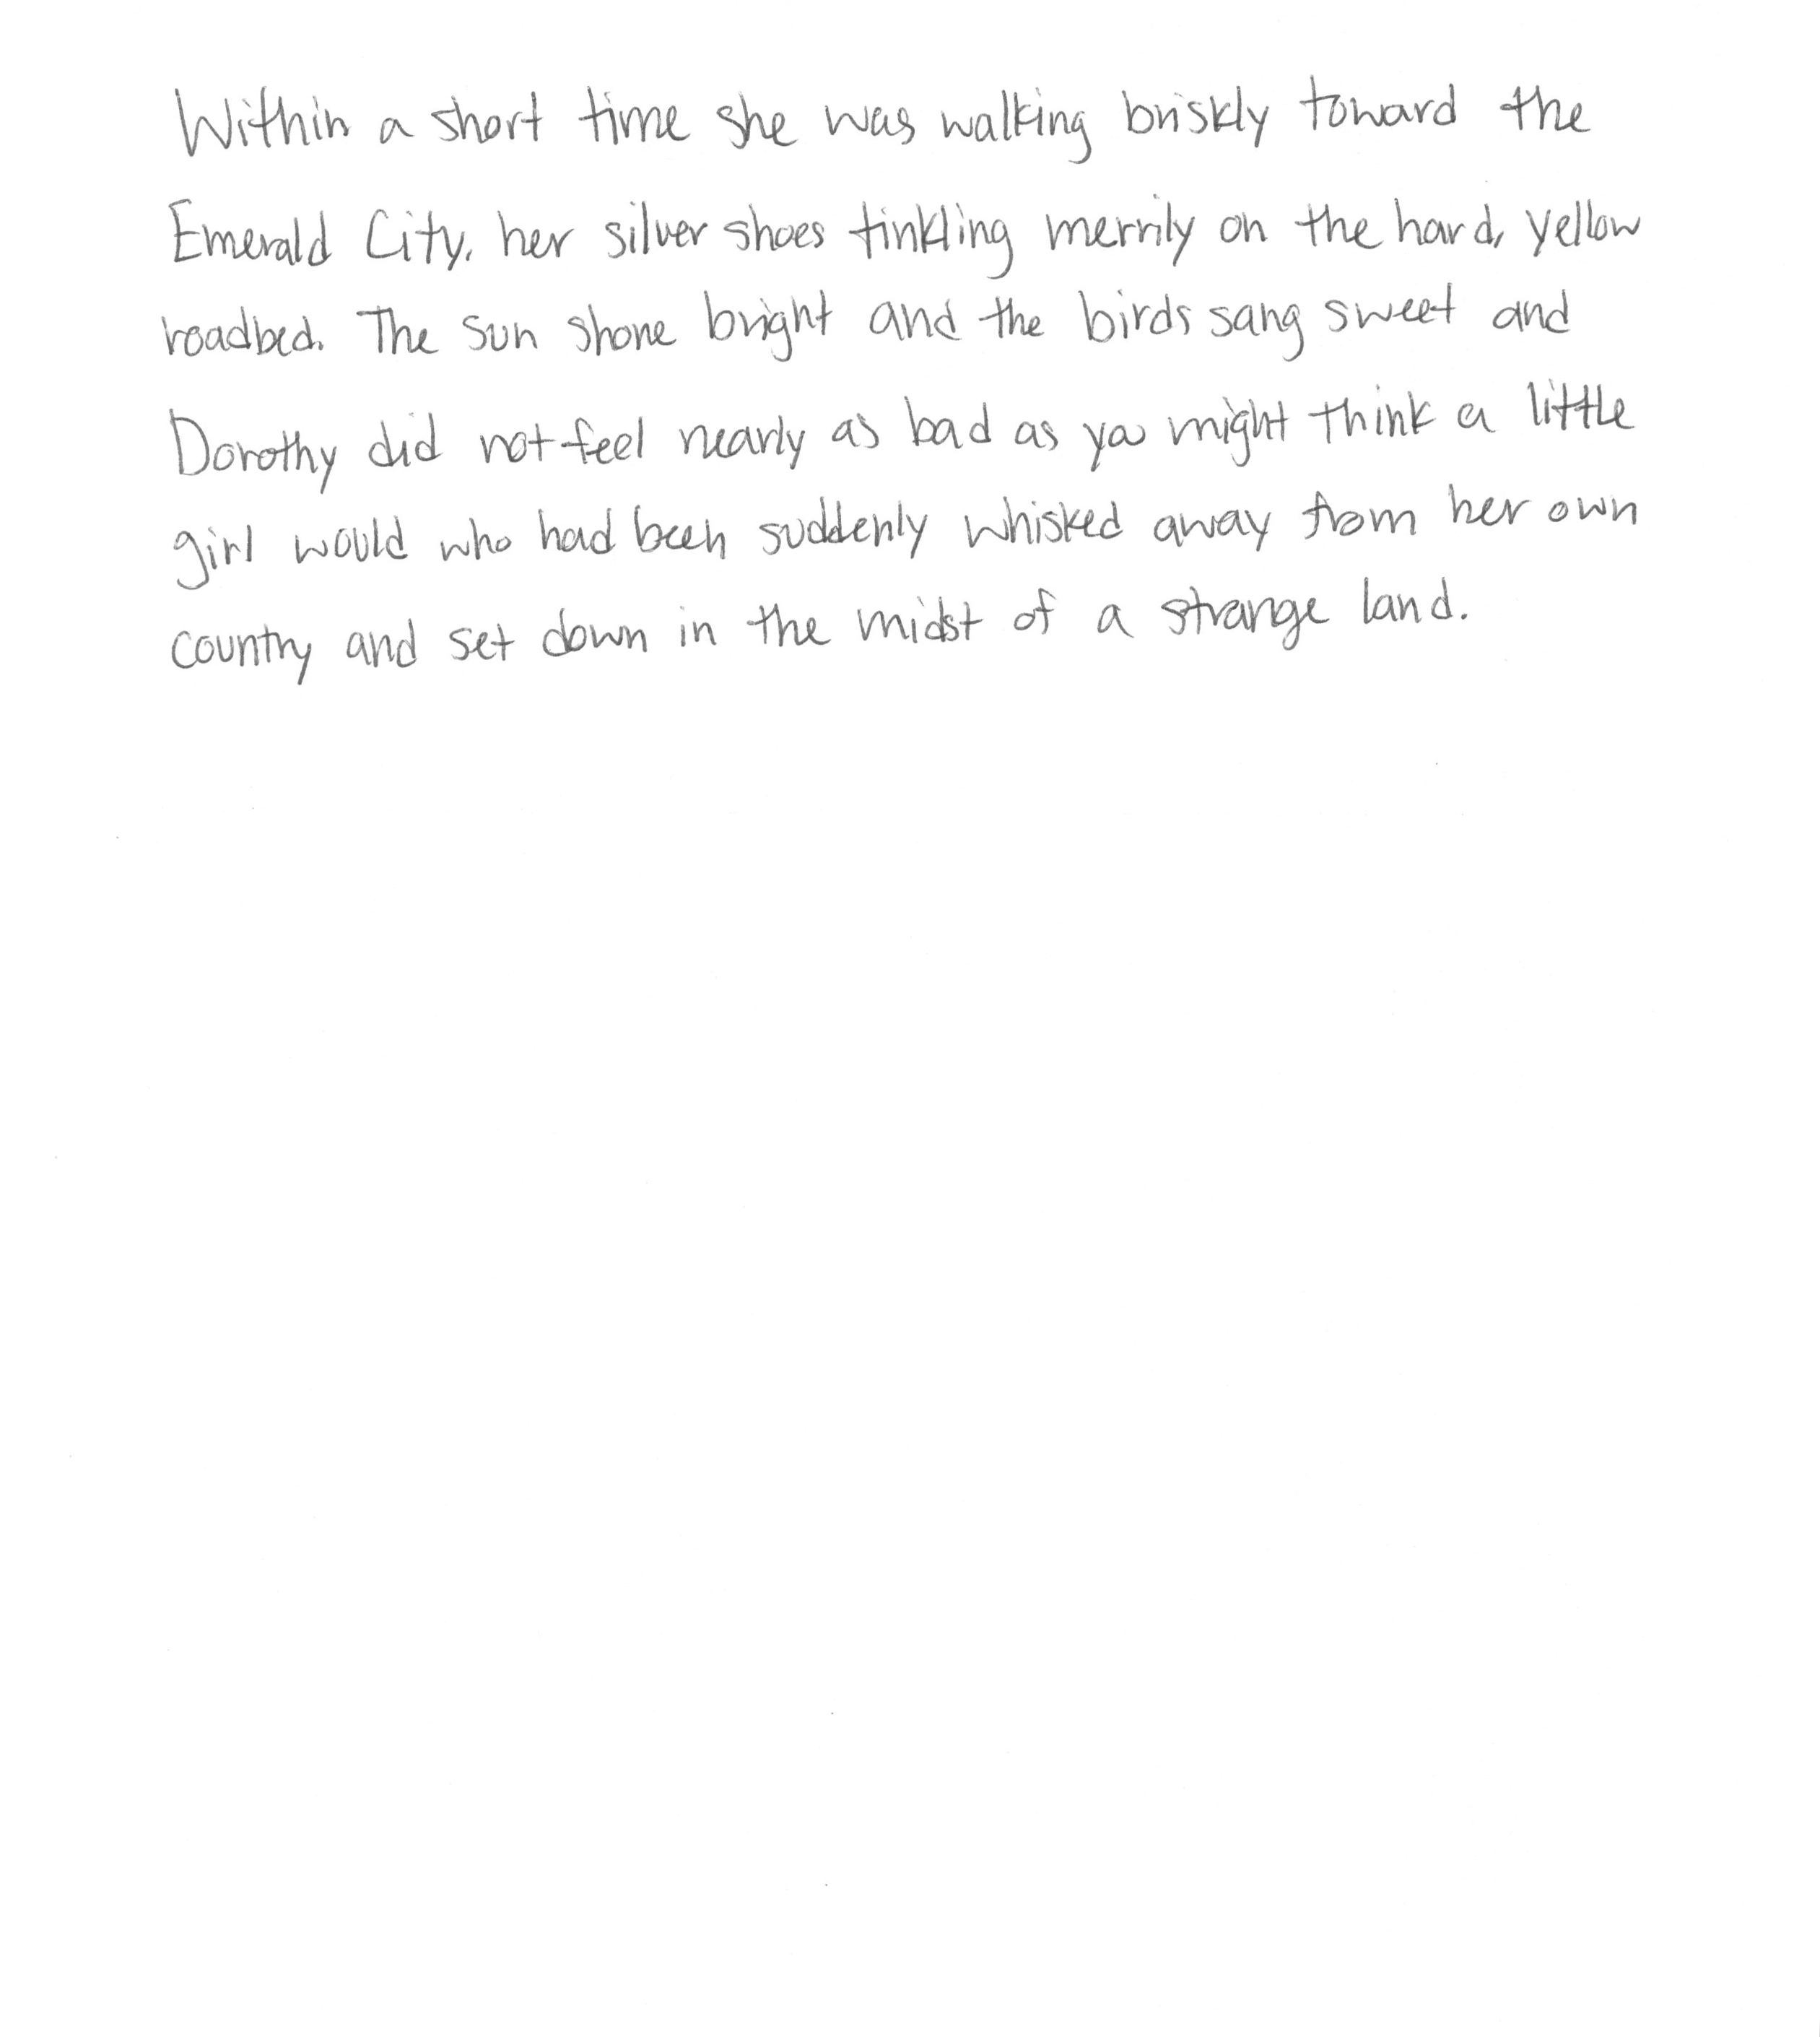 Within a short time she was walking briskly toward the
Emerald City, her silver shoes tinkling merrily on the hard, yellow
roadbed. The sun shone bright and the birds sang sweet and
Dorothy did not feel nearly as bad as you might think a little
girl would who had been suddenly whisked away from her own
country and set down in the midst of a strange land.